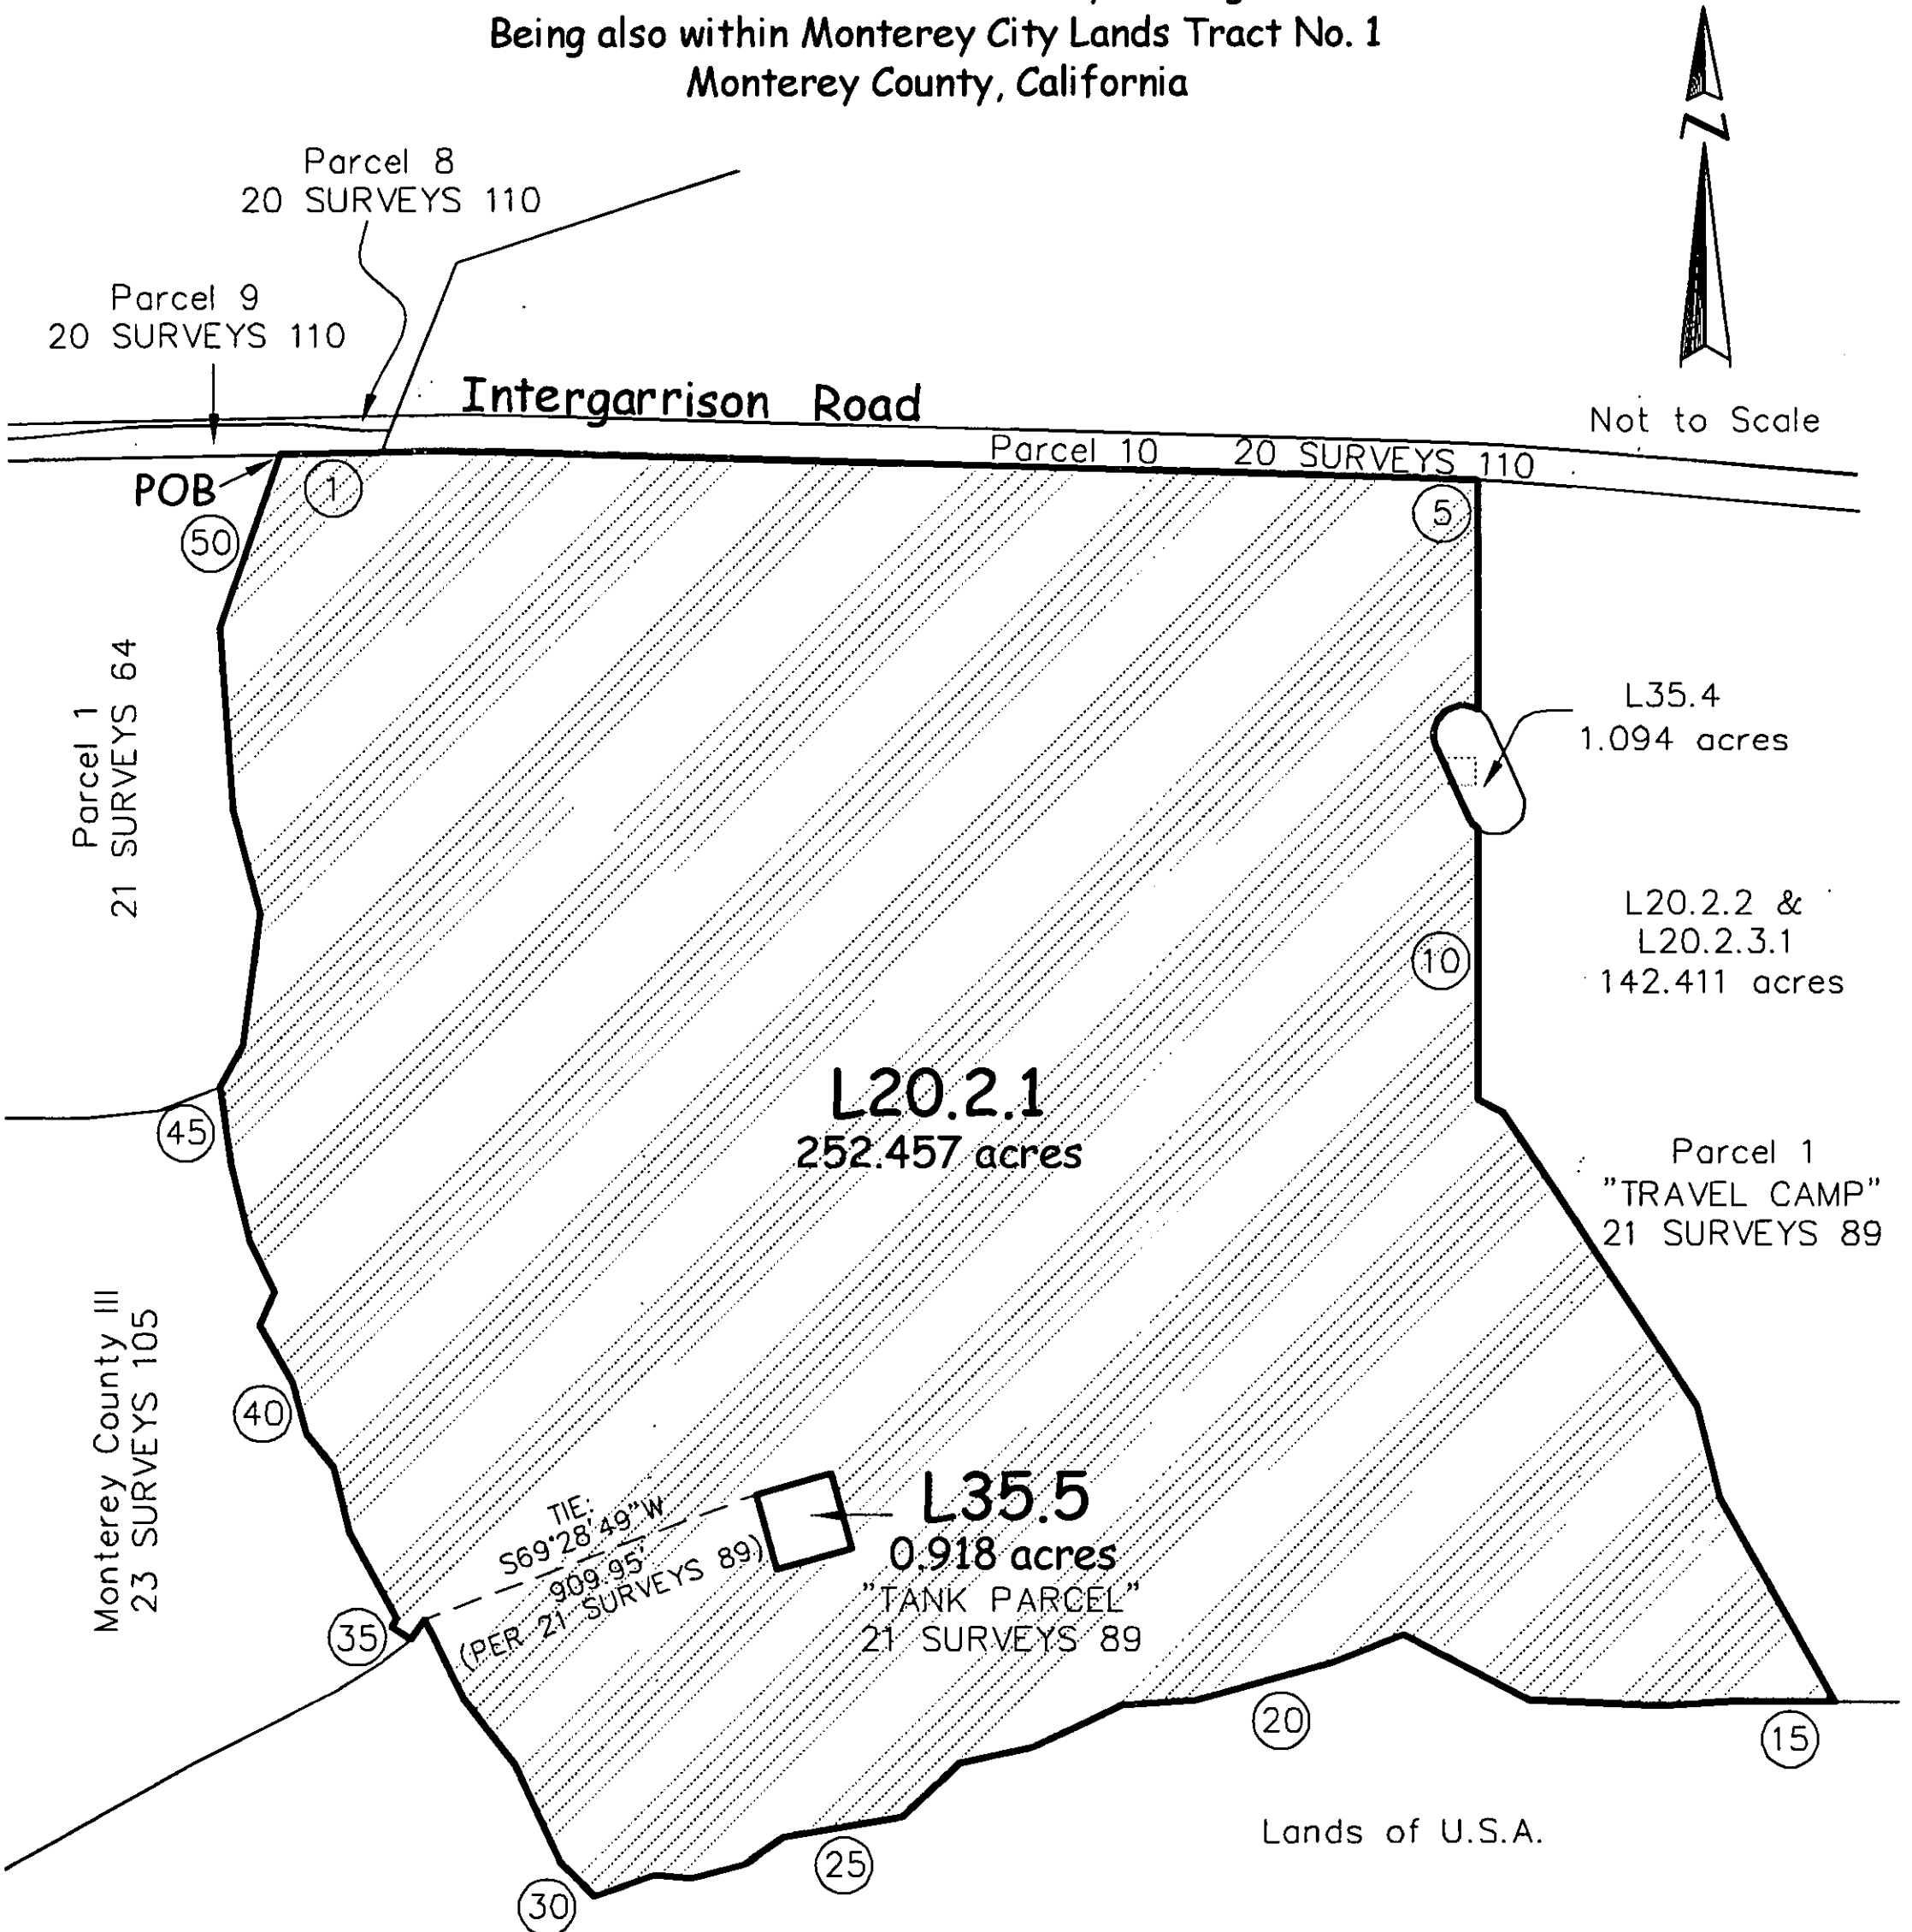 Being also within Monterey City Lands Tract No. 1
Monterey County, California
N
Not to Scale
Parcel 8
20 SURVEYS 110
Parcel 9
20 SURVEYS 110
Intergarrison Road
Parcel 10 20 SURVEYS 110
POB
1
5
50
Parcel 1
21 SURVEYS 64
L35.4
1.094 acres
10
L20.2.2 &
L20.2.3.1
142.411 acres
L20.2.1
252.457 acres
45
Parcel 1
"TRAVEL CAMP"
21 SURVEYS 89
Monterey County III
23 SURVEYS 105
40
TIE:
S69°28'49"W
909.95'
(PER 21 SURVEYS 89)
L35.5
0.918 acres
"TANK PARCEL"
21 SURVEYS 89
35
20
15
25
30
Lands of U.S.A.